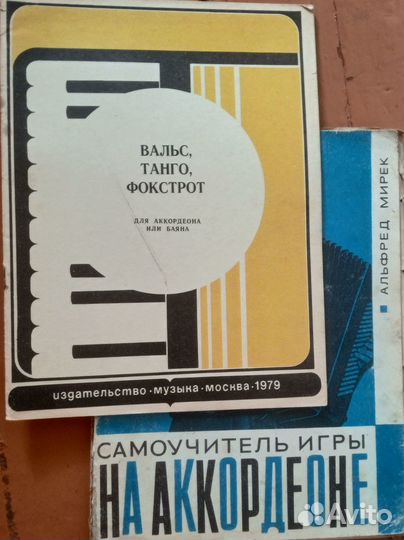 ВАЛЬС,
ТАНГО,
ФОКСТРОТ
ДЛЯ АККОРДЕОНА
ИЛИ БАЯНА
издательство·музыка·москва·1979
АЛЬФРЕД МИРЕК
САМОУЧИТЕЛЬ ИГРЫ
НА АККОРДЕОНЕ
Avito